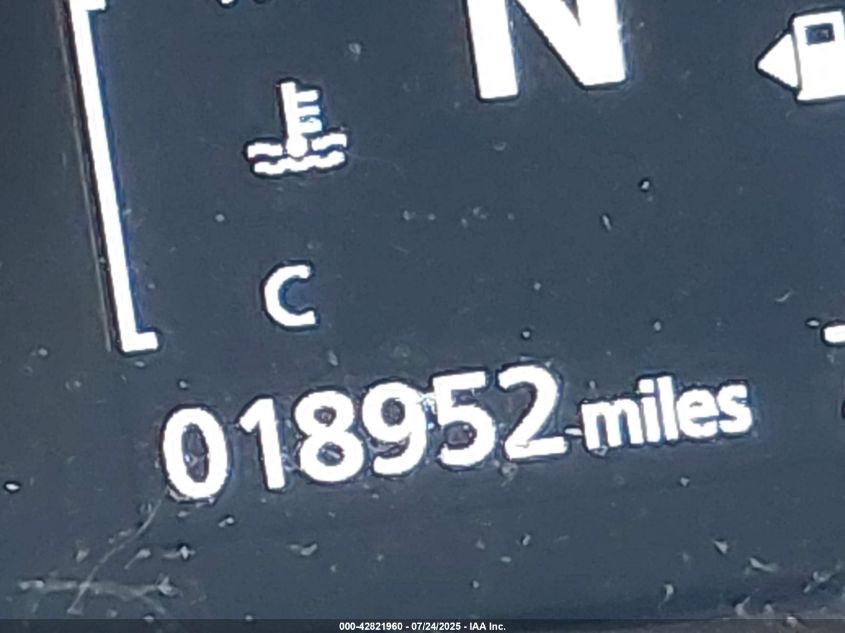 N
C
018952 miles
000-42821960 - 07/24/2025 - IAA Inc.